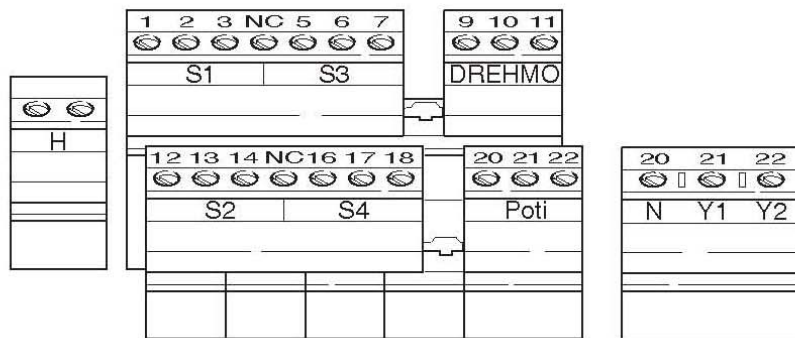 1 2 3 NC 5 6 7
9 10 11
S1 S3
DREHMO
H
12 13 14 NC 16 17 18
20 21 22
20 21 22
S2 S4
Poti
N Y1 Y2